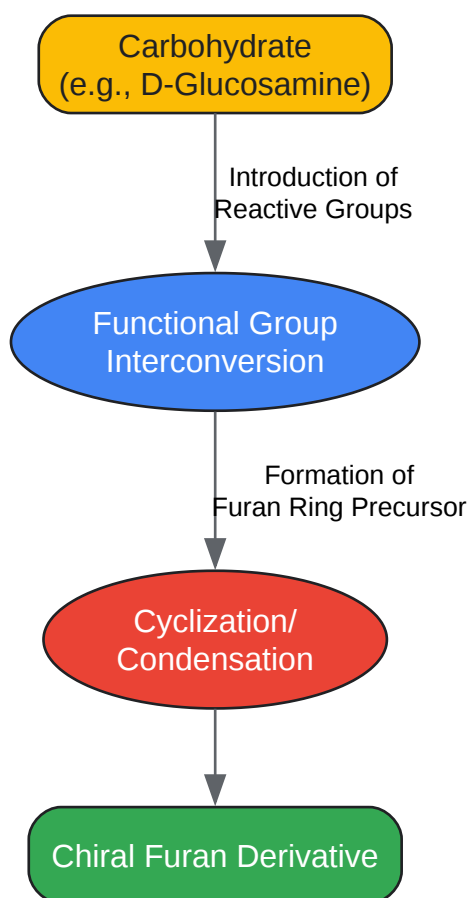 Carbohydrate
(e.g., D-Glucosamine)
Introduction of
Reactive Groups
Functional Group
Interconversion
Formation of
Furan Ring Precursor
Cyclization/
Condensation
Chiral Furan Derivative